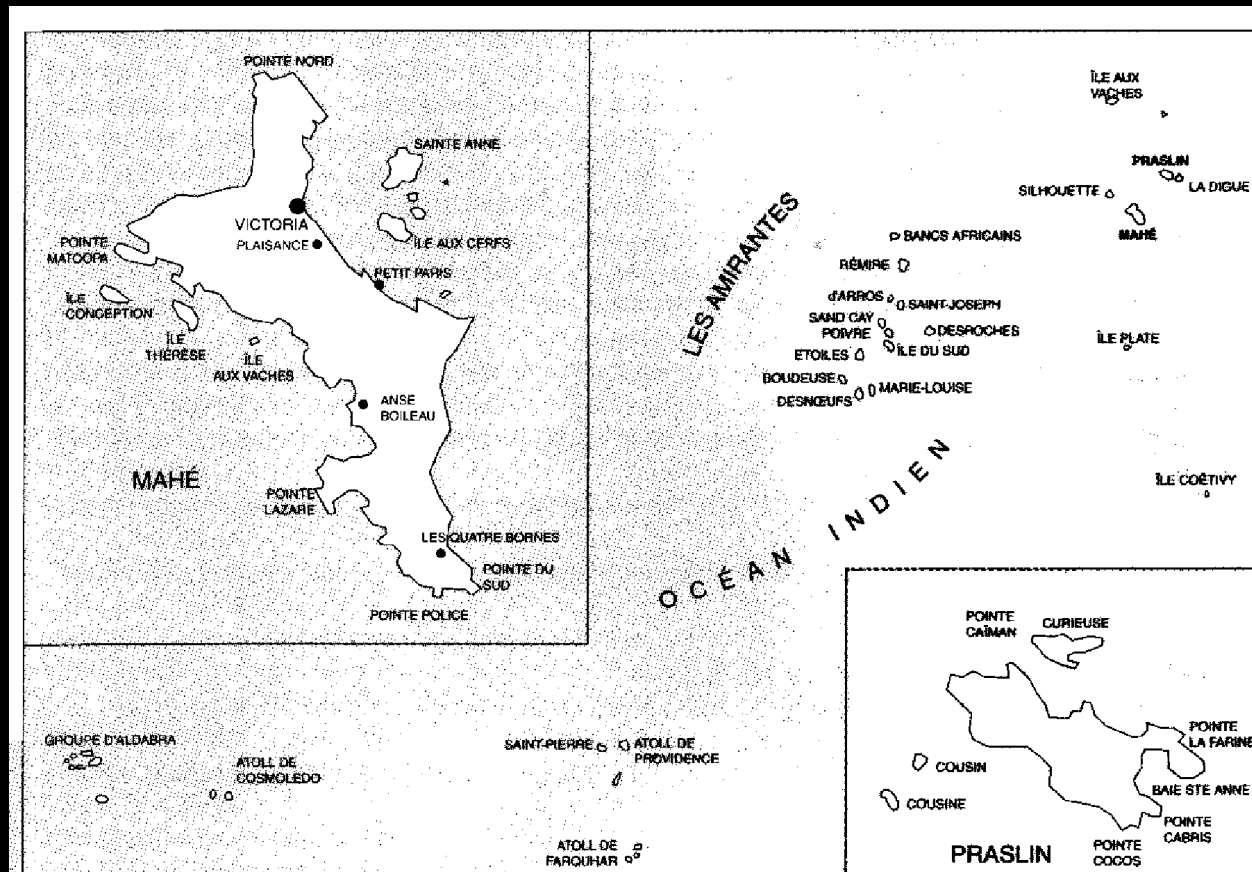 POINTE NORD
SAINTE ANNE
VICTORIA
PLAISANCE
ÎLE AUX CERFS
POINTE
MATOOPA
PETIT PARIS
ÎLE
CONCEPTION
ÎLE
THÉRÈSE
ÎLE
AUX VACHES
ANSE
BOILEAU
MAHÉ
POINTE
LAZARE
LES QUATRE BORNES
POINTE DU
SUD
POINTE POLICE
ÎLE AUX
VACHES
PRASLIN
LA DIGUE
SILHOUETTE
MAHÉ
LES AMIRANTES
BANCS AFRICAINS
RÉMIRE
d'ARROS
SAINT-JOSEPH
SAND CAY
POIVRE
DESROCHES
ETOILES
ÎLE DU SUD
BOUDEUSE
MARIE-LOUISE
DESNŒUFS
ÎLE PLATE
ÎLE COËTIVY
OCÉAN INDIEN
GROUPE D'ALDABRA
ATOLL DE
COSMOLEDO
SAINT-PIERRE
ATOLL DE
PROVIDENCE
ATOLL DE
FARQUHAR
POINTE
CAÏMAN
CURIEUSE
POINTE
LA FARINE
COUSIN
BAIE STE ANNE
COUSINE
POINTE
CABRIS
POINTE
COCOS
PRASLIN